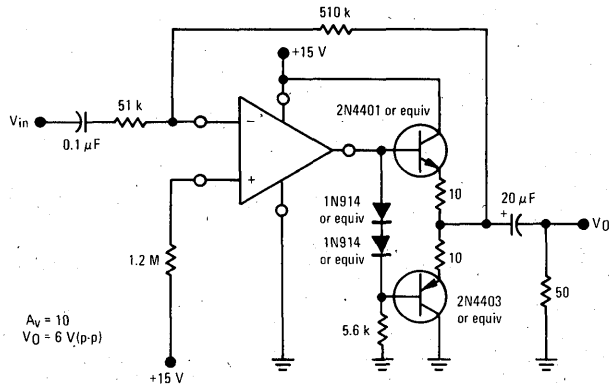 510 k
+15 V
51 k
2N4401 or equiv
Vin
−
0.1 µF
+
10
20 µF
+
1N914
or equiv
VO
1N914
or equiv
10
1.2 M
2N4403
or equiv
50
5.6 k
AV = 10
VO = 6 V(p-p)
+15 V